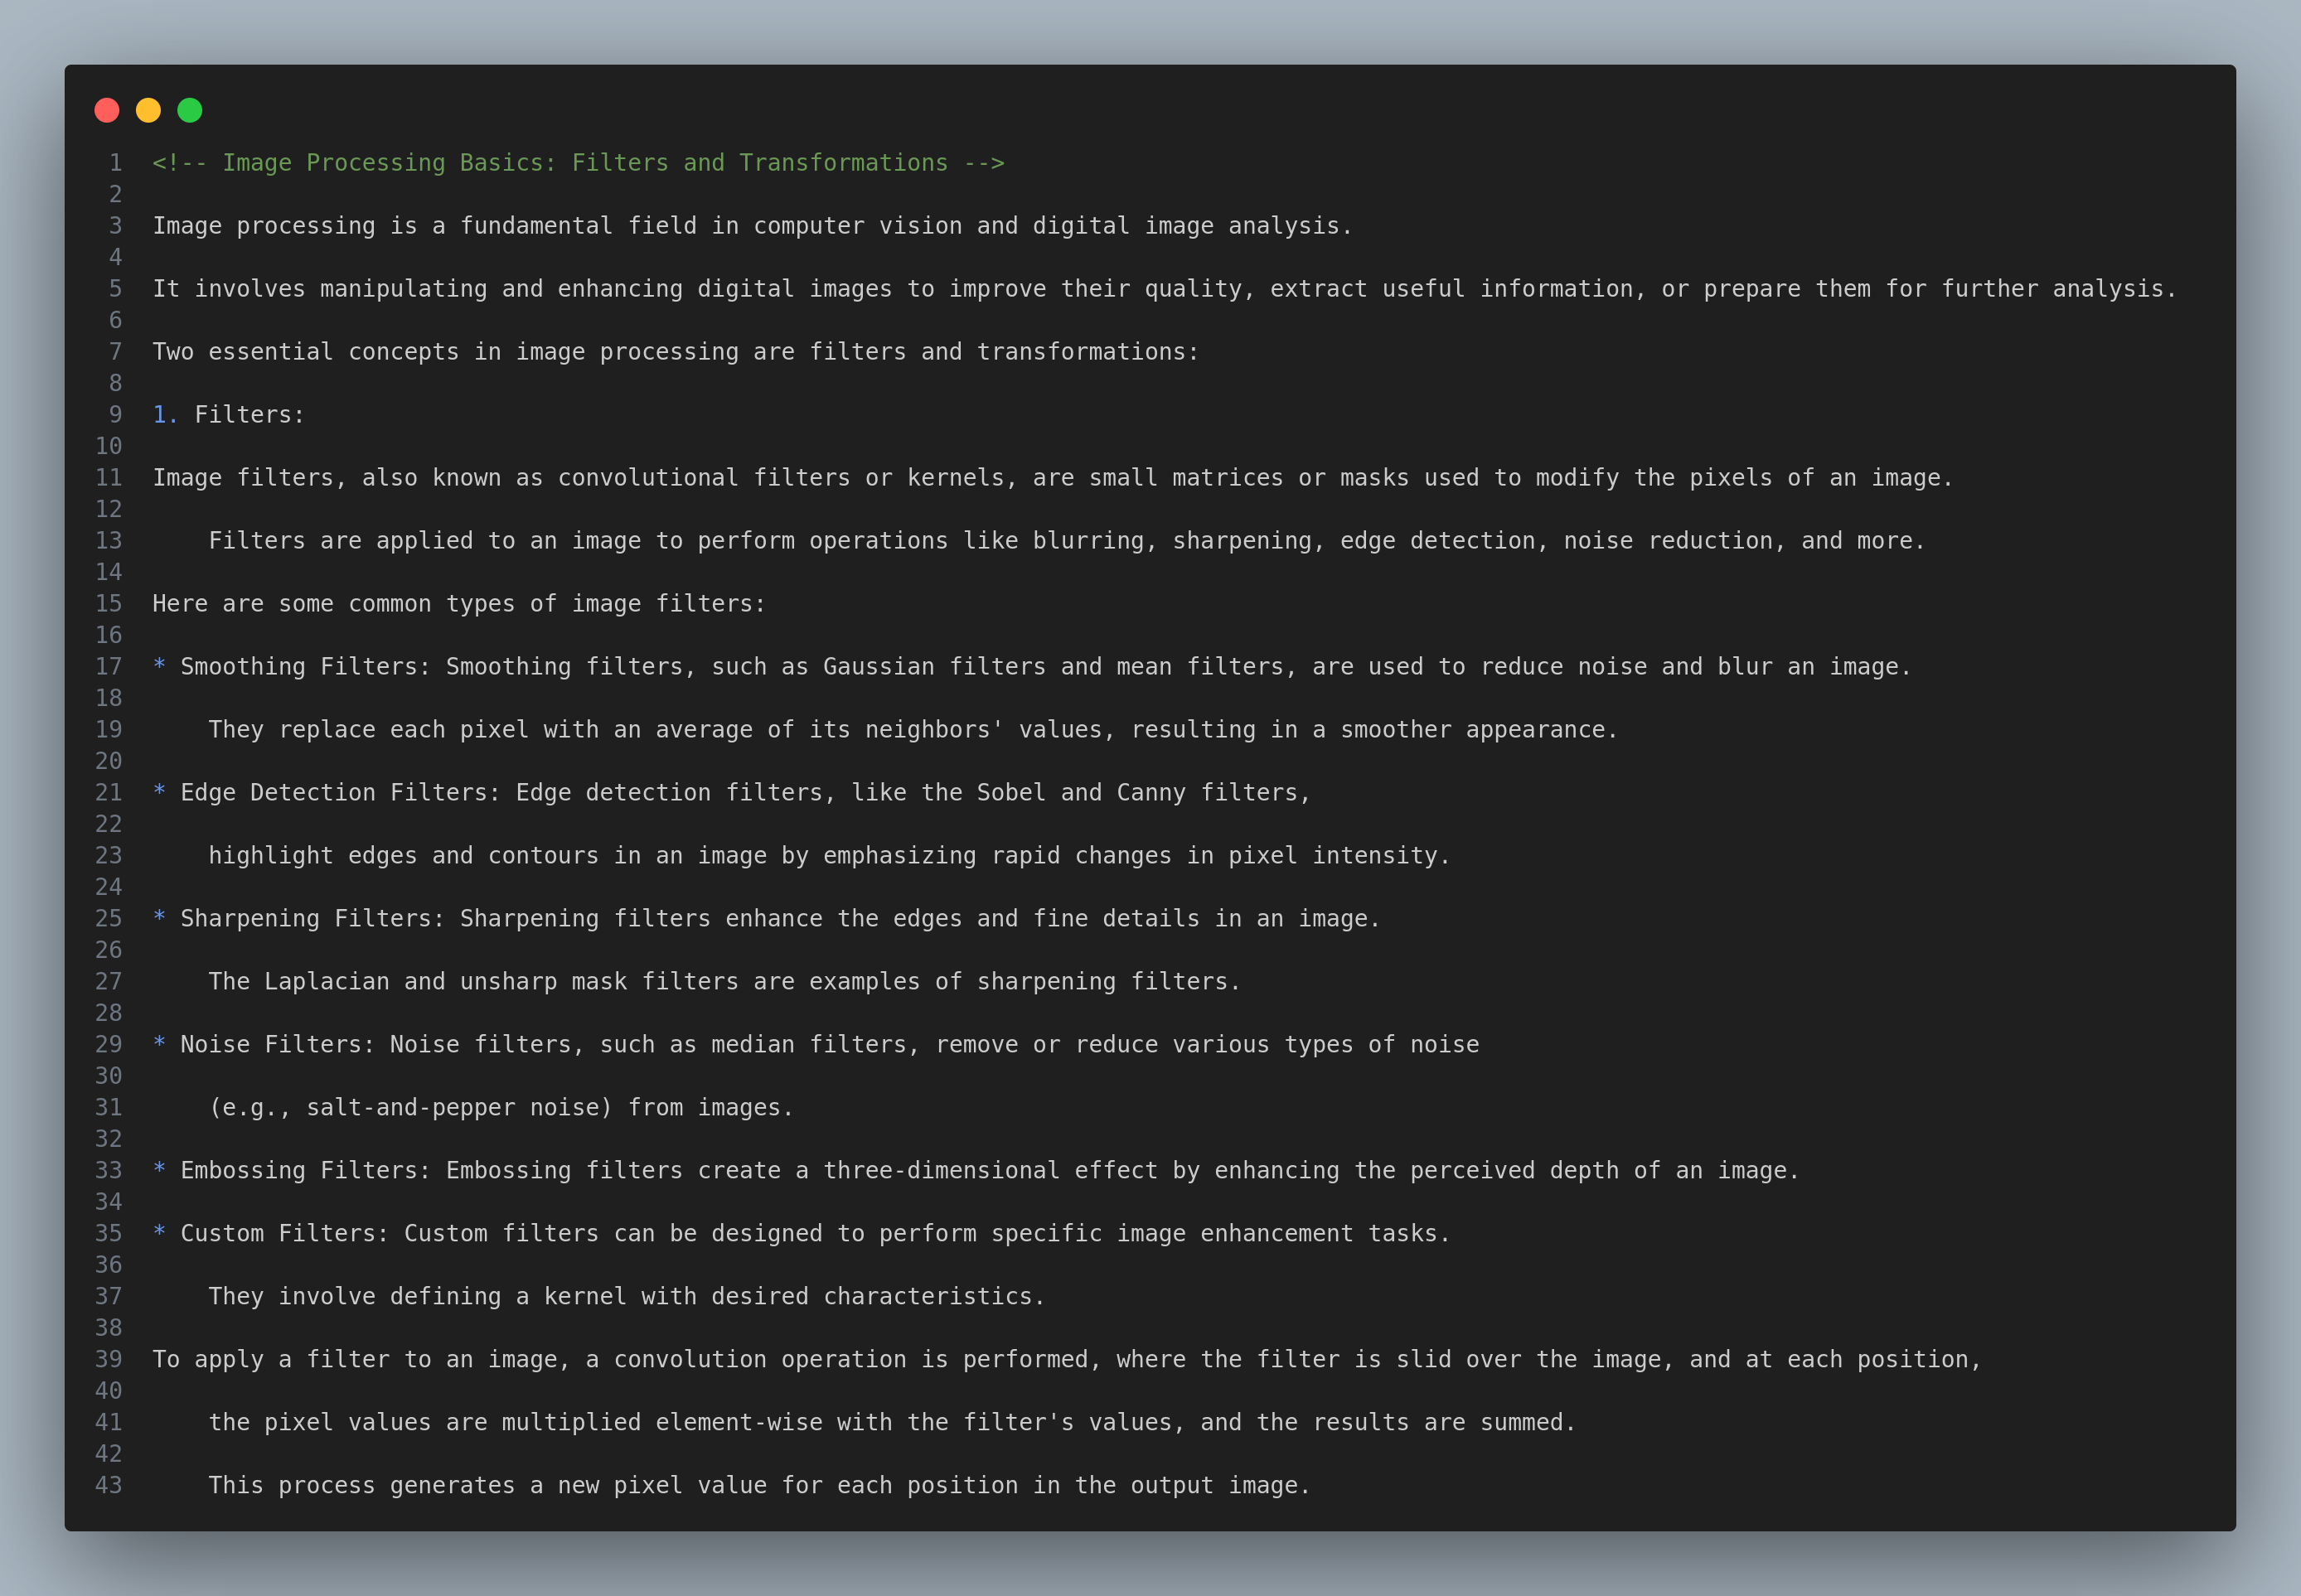 1 <!-- Image Processing Basics: Filters and Transformations -->
2
3 Image processing is a fundamental field in computer vision and digital image analysis.
4
5 It involves manipulating and enhancing digital images to improve their quality, extract useful information, or prepare them for further analysis.
6
7 Two essential concepts in image processing are filters and transformations:
8
9 1. Filters:
10
11 Image filters, also known as convolutional filters or kernels, are small matrices or masks used to modify the pixels of an image.
12
13     Filters are applied to an image to perform operations like blurring, sharpening, edge detection, noise reduction, and more.
14
15 Here are some common types of image filters:
16
17 * Smoothing Filters: Smoothing filters, such as Gaussian filters and mean filters, are used to reduce noise and blur an image.
18
19     They replace each pixel with an average of its neighbors' values, resulting in a smoother appearance.
20
21 * Edge Detection Filters: Edge detection filters, like the Sobel and Canny filters,
22
23     highlight edges and contours in an image by emphasizing rapid changes in pixel intensity.
24
25 * Sharpening Filters: Sharpening filters enhance the edges and fine details in an image.
26
27     The Laplacian and unsharp mask filters are examples of sharpening filters.
28
29 * Noise Filters: Noise filters, such as median filters, remove or reduce various types of noise
30
31     (e.g., salt-and-pepper noise) from images.
32
33 * Embossing Filters: Embossing filters create a three-dimensional effect by enhancing the perceived depth of an image.
34
35 * Custom Filters: Custom filters can be designed to perform specific image enhancement tasks.
36
37     They involve defining a kernel with desired characteristics.
38
39 To apply a filter to an image, a convolution operation is performed, where the filter is slid over the image, and at each position,
40
41     the pixel values are multiplied element-wise with the filter's values, and the results are summed.
42
43     This process generates a new pixel value for each position in the output image.